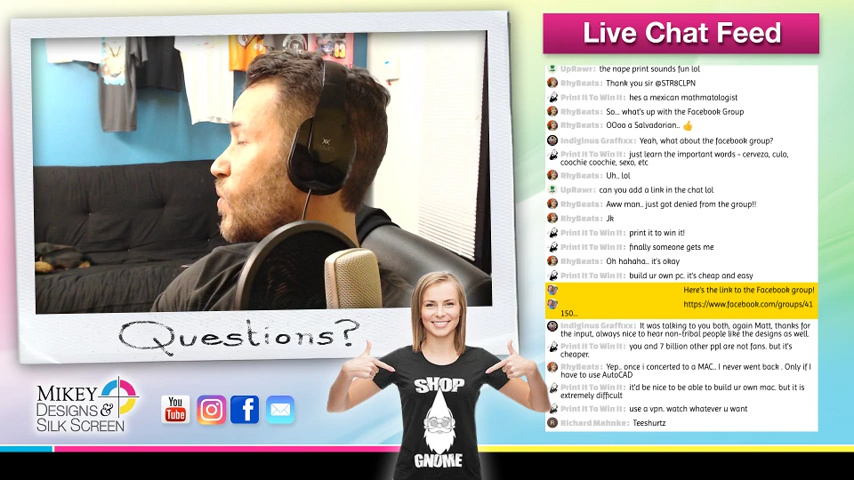 Live Chat Feed
UpRawr: the nape print sounds fun lol
RhyBeats: Thank you sir @STR8CLPN
Print It To Win It: hes a mexican mathmologist
RhyBeats: So... what's up with the Facebook Group
RhyBeats: OOoo a Salvadorian.. 👍
Indiginus Graffixx: Yeah, what about the facebook group?
Print It To Win It: just learn the important words - cerveza, culo,
coochie coochie, sexo, etc
RhyBeats: Uh.. lol
UpRawr: can you add a link in the chat lol
RhyBeats: Aww man.. just got denied from the group!!
RhyBeats: Jk
Print It To Win It: print it to win it!
Print It To Win It: finally someone gets me
RhyBeats: Oh hahaha.. it's okay
Print It To Win It: build ur own pc. it's cheap and easy
Here's the link to the Facebook group!
https://www.facebook.com/groups/41
150...
Indiginus Graffixx: It was talking to you both, again Matt, thanks for
the input, always nice to hear non-tribal people like the designs as well.
Print It To Win It: you and 7 billion other ppl are not fans. but it's
cheaper.
RhyBeats: Yep.. once i concerted to a MAC.. I never went back . Only if I
have to use AutoCAD
Print It To Win It: it'd be nice to be able to build ur own mac. but it is
extremely difficult
Print It To Win It: use a vpn. watch whatever u want
R Richard Mahnke: Teeshurtz
Questions?
MIKEY
DESIGNS &
SILK SCREEN
You
Tube
SHOP
GNOME